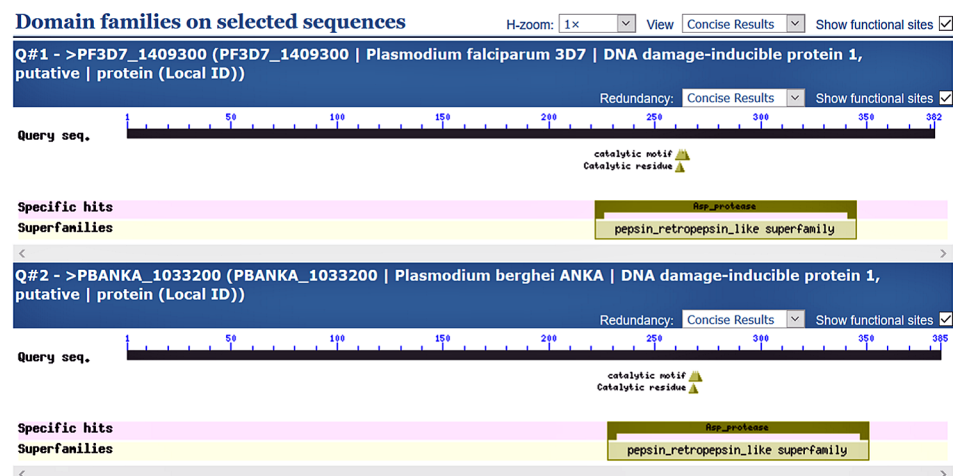 Domain families on selected sequences
H-zoom: 1× View Concise Results Show functional sites
Q#1 - >PF3D7_1409300 (PF3D7_1409300 | Plasmodium falciparum 3D7 | DNA damage-inducible protein 1,
putative | protein (Local ID))
Redundancy: Concise Results Show functional sites
1 50 100 150 200 250 300 350 382
Query seq.
catalytic motif
Catalytic residue
Specific hits Asp_protease
Superfamilies pepsin_retropepsin_like superfamily
Q#2 - >PBANKA_1033200 (PBANKA_1033200 | Plasmodium berghei ANKA | DNA damage-inducible protein 1,
putative | protein (Local ID))
Redundancy: Concise Results Show functional sites
1 50 100 150 200 250 300 350 385
Query seq.
catalytic motif
Catalytic residue
Specific hits Asp_protease
Superfamilies pepsin_retropepsin_like superfamily